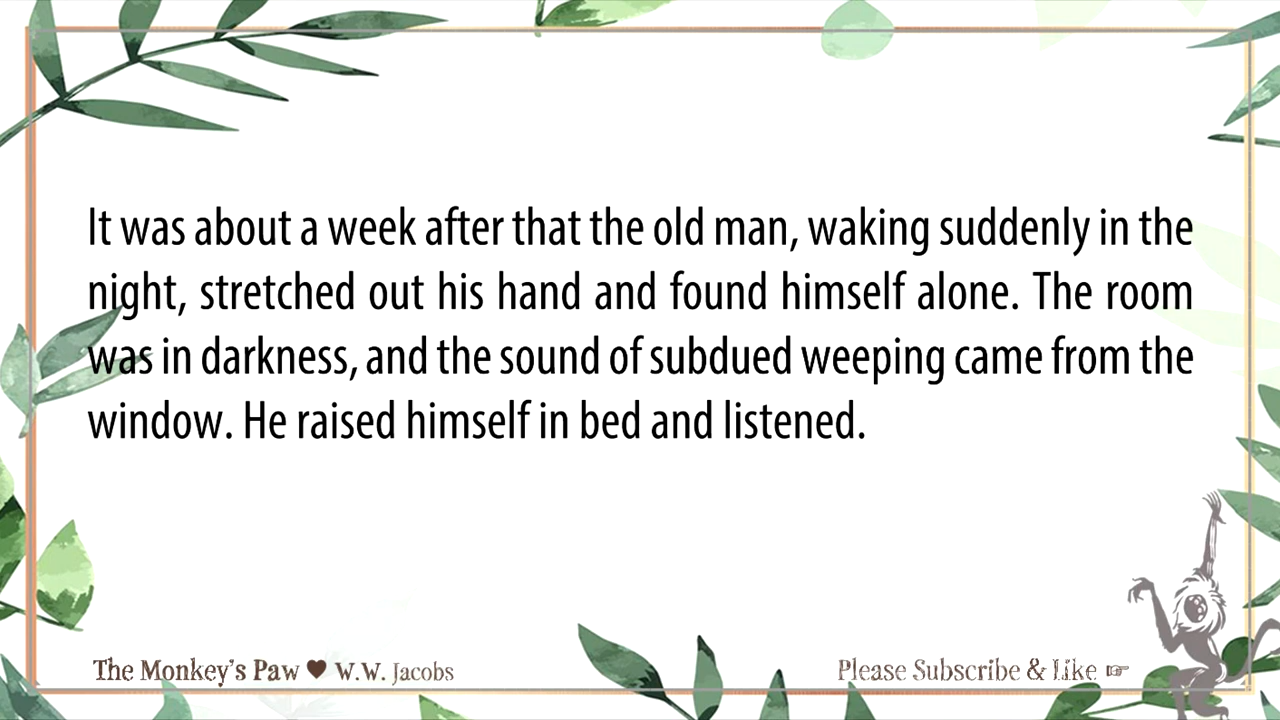 It was about a week after that the old man, waking suddenly in the
night, stretched out his hand and found himself alone. The room
was in darkness, and the sound of subdued weeping came from the
window. He raised himself in bed and listened.
The Monkey's Paw ♥ W.W. Jacobs
Please Subscribe & Like ☞